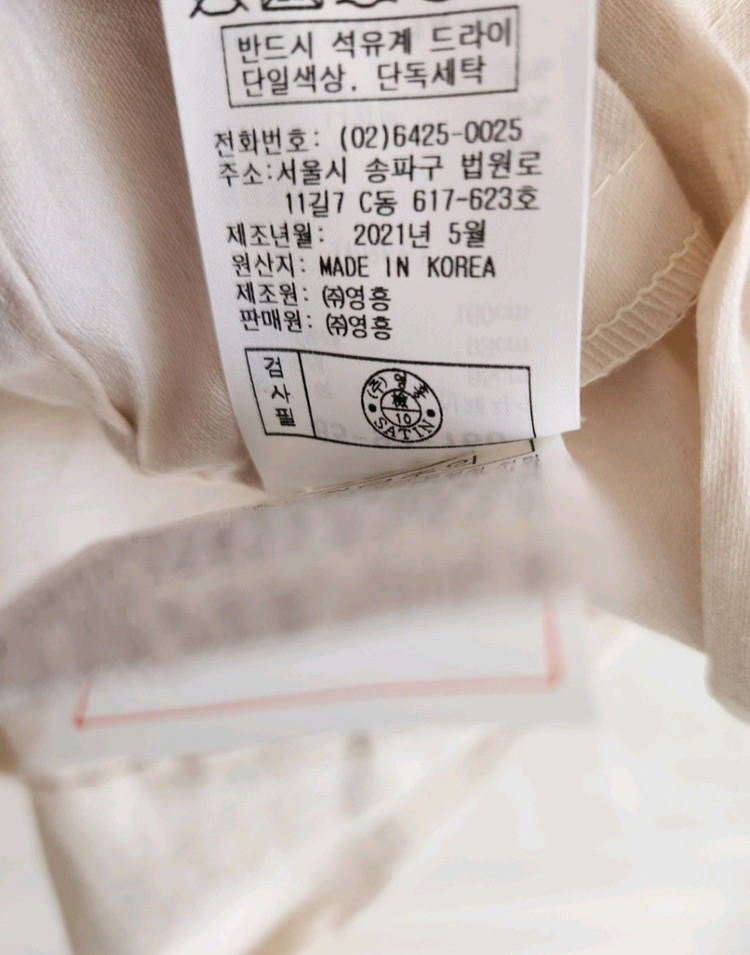 반드시 석유계 드라이
단일색상, 단독세탁
전화번호: (02)6425-0025
주소:서울시 송파구 법원로
11길7 C동 617-623호
제조년월: 2021년 5월
원산지: MADE IN KOREA
제조원: ㈜영흥
판매원: ㈜영흥
검사필
(주)영흥
檢
10
SATIN